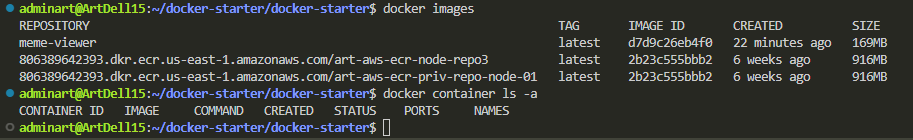 adminart@ArtDell15:~/docker-starter/docker-starter$ docker images
REPOSITORY TAG IMAGE ID CREATED SIZE
meme-viewer latest d7d9c26eb4f0 22 minutes ago 169MB
806389642393.dkr.ecr.us-east-1.amazonaws.com/art-aws-ecr-node-repo3 latest 2b23c555bbb2 6 weeks ago 916MB
806389642393.dkr.ecr.us-east-1.amazonaws.com/art-aws-ecr-priv-repo-node-01 latest 2b23c555bbb2 6 weeks ago 916MB
adminart@ArtDell15:~/docker-starter/docker-starter$ docker container ls -a
CONTAINER ID IMAGE COMMAND CREATED STATUS PORTS NAMES
adminart@ArtDell15:~/docker-starter/docker-starter$